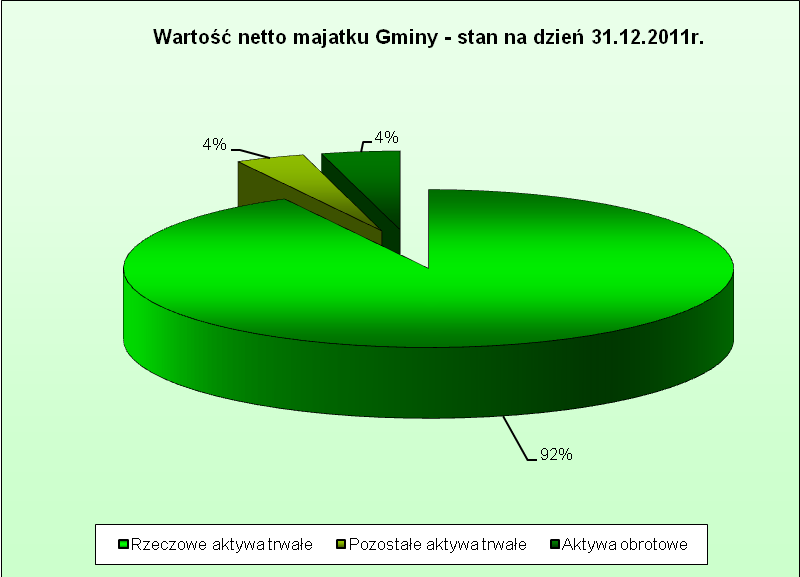 Wartość netto majatku Gminy - stan na dzień 31.12.2011r.
4%
4%
92%
Rzeczowe aktywa trwałe Pozostałe aktywa trwałe Aktywa obrotowe